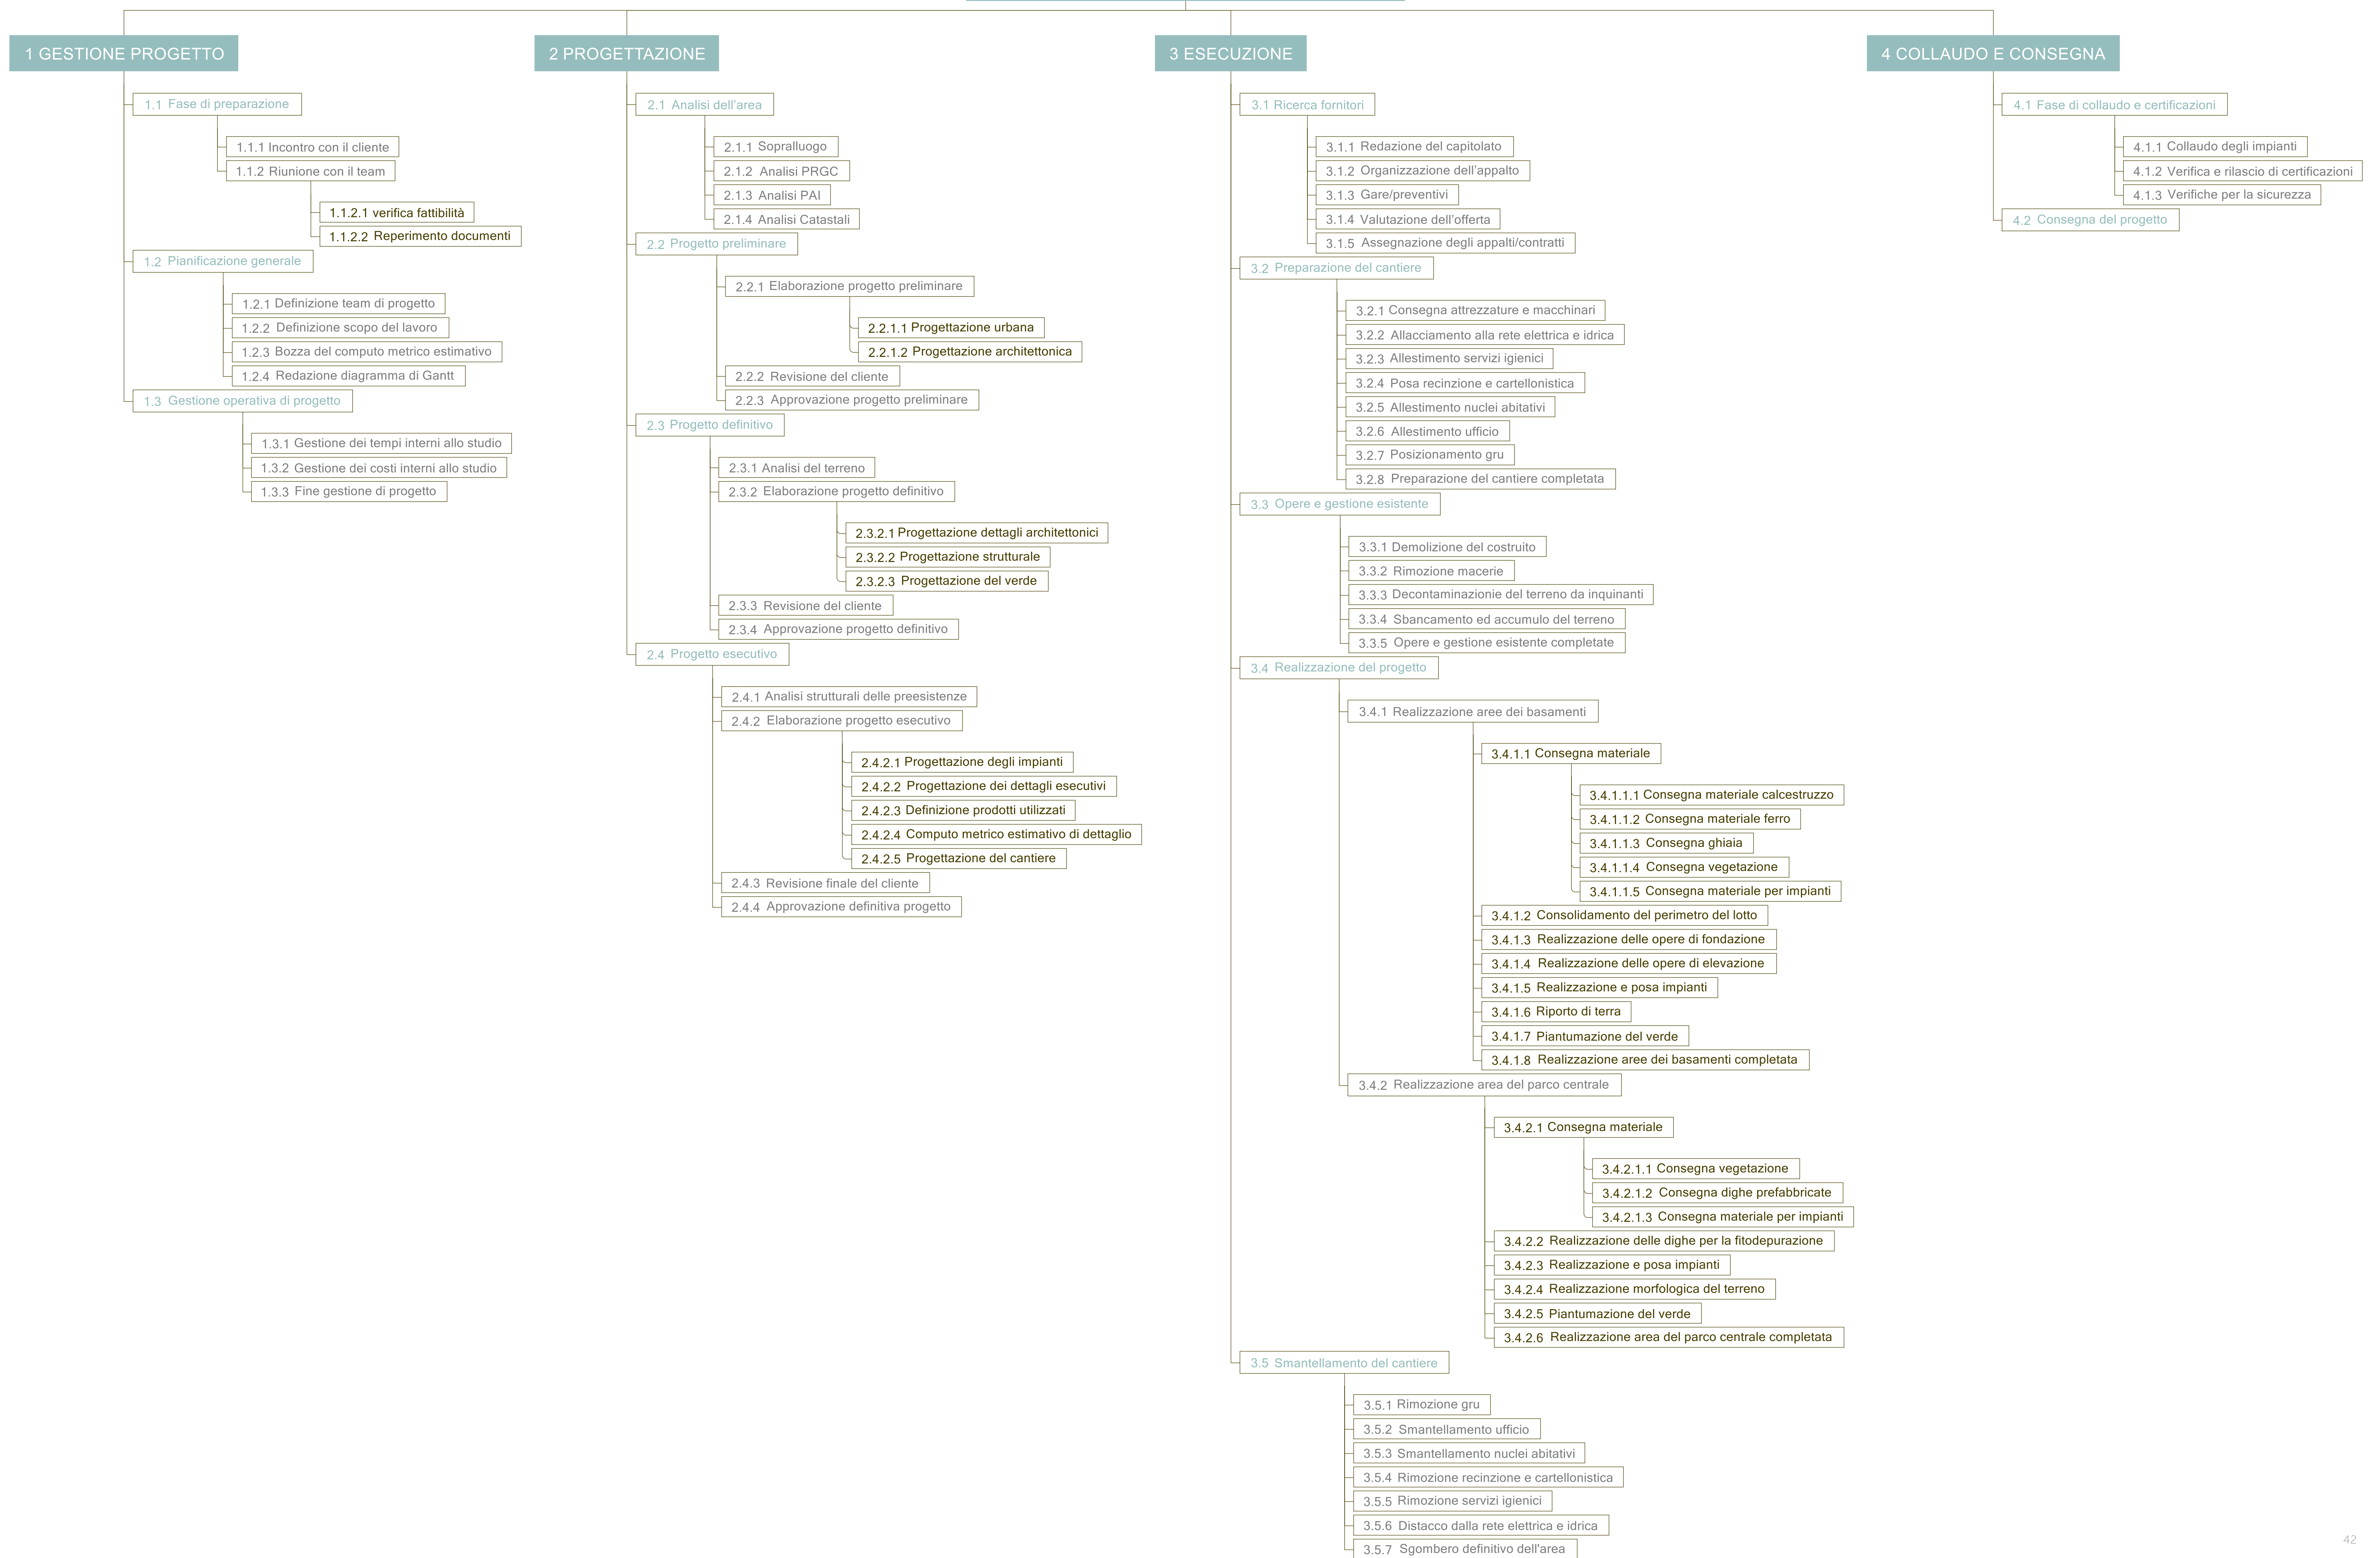 1 GESTIONE PROGETTO
1.1 Fase di preparazione
1.1.1 Incontro con il cliente
1.1.2 Riunione con il team
1.1.2.1 verifica fattibilità
1.1.2.2 Reperimento documenti
1.2 Pianificazione generale
1.2.1 Definizione team di progetto
1.2.2 Definizione scopo del lavoro
1.2.3 Bozza del computo metrico estimativo
1.2.4 Redazione diagramma di Gantt
1.3 Gestione operativa di progetto
1.3.1 Gestione dei tempi interni allo studio
1.3.2 Gestione dei costi interni allo studio
1.3.3 Fine gestione di progetto
2 PROGETTAZIONE
2.1 Analisi dell'area
2.1.1 Sopralluogo
2.1.2 Analisi PRGC
2.1.3 Analisi PAI
2.1.4 Analisi Catastali
2.2 Progetto preliminare
2.2.1 Elaborazione progetto preliminare
2.2.1.1 Progettazione urbana
2.2.1.2 Progettazione architettonica
2.2.2 Revisione del cliente
2.2.3 Approvazione progetto preliminare
2.3 Progetto definitivo
2.3.1 Analisi del terreno
2.3.2 Elaborazione progetto definitivo
2.3.2.1 Progettazione dettagli architettonici
2.3.2.2 Progettazione strutturale
2.3.2.3 Progettazione del verde
2.3.3 Revisione del cliente
2.3.4 Approvazione progetto definitivo
2.4 Progetto esecutivo
2.4.1 Analisi strutturali delle preesistenze
2.4.2 Elaborazione progetto esecutivo
2.4.2.1 Progettazione degli impianti
2.4.2.2 Progettazione dei dettagli esecutivi
2.4.2.3 Definizione prodotti utilizzati
2.4.2.4 Computo metrico estimativo di dettaglio
2.4.2.5 Progettazione del cantiere
2.4.3 Revisione finale del cliente
2.4.4 Approvazione definitiva progetto
3 ESECUZIONE
3.1 Ricerca fornitori
3.1.1 Redazione del capitolato
3.1.2 Organizzazione dell'appalto
3.1.3 Gare/preventivi
3.1.4 Valutazione dell'offerta
3.1.5 Assegnazione degli appalti/contratti
3.2 Preparazione del cantiere
3.2.1 Consegna attrezzature e macchinari
3.2.2 Allacciamento alla rete elettrica e idrica
3.2.3 Allestimento servizi igienici
3.2.4 Posa recinzione e cartellonistica
3.2.5 Allestimento nuclei abitativi
3.2.6 Allestimento ufficio
3.2.7 Posizionamento gru
3.2.8 Preparazione del cantiere completata
3.3 Opere e gestione esistente
3.3.1 Demolizione del costruito
3.3.2 Rimozione macerie
3.3.3 Decontaminazionie del terreno da inquinanti
3.3.4 Sbancamento ed accumulo del terreno
3.3.5 Opere e gestione esistente completate
3.4 Realizzazione del progetto
3.4.1 Realizzazione aree dei basamenti
3.4.1.1 Consegna materiale
3.4.1.1.1 Consegna materiale calcestruzzo
3.4.1.1.2 Consegna materiale ferro
3.4.1.1.3 Consegna ghiaia
3.4.1.1.4 Consegna vegetazione
3.4.1.1.5 Consegna materiale per impianti
3.4.1.2 Consolidamento del perimetro del lotto
3.4.1.3 Realizzazione delle opere di fondazione
3.4.1.4 Realizzazione delle opere di elevazione
3.4.1.5 Realizzazione e posa impianti
3.4.1.6 Riporto di terra
3.4.1.7 Piantumazione del verde
3.4.1.8 Realizzazione aree dei basamenti completata
3.4.2 Realizzazione area del parco centrale
3.4.2.1 Consegna materiale
3.4.2.1.1 Consegna vegetazione
3.4.2.1.2 Consegna dighe prefabbricate
3.4.2.1.3 Consegna materiale per impianti
3.4.2.2 Realizzazione delle dighe per la fitodepurazione
3.4.2.3 Realizzazione e posa impianti
3.4.2.4 Realizzazione morfologica del terreno
3.4.2.5 Piantumazione del verde
3.4.2.6 Realizzazione area del parco centrale completata
3.5 Smantellamento del cantiere
3.5.1 Rimozione gru
3.5.2 Smantellamento ufficio
3.5.3 Smantellamento nuclei abitativi
3.5.4 Rimozione recinzione e cartellonistica
3.5.5 Rimozione servizi igienici
3.5.6 Distacco dalla rete elettrica e idrica
3.5.7 Sgombero definitivo dell'area
4 COLLAUDO E CONSEGNA
4.1 Fase di collaudo e certificazioni
4.1.1 Collaudo degli impianti
4.1.2 Verifica e rilascio di certificazioni
4.1.3 Verifiche per la sicurezza
4.2 Consegna del progetto
42